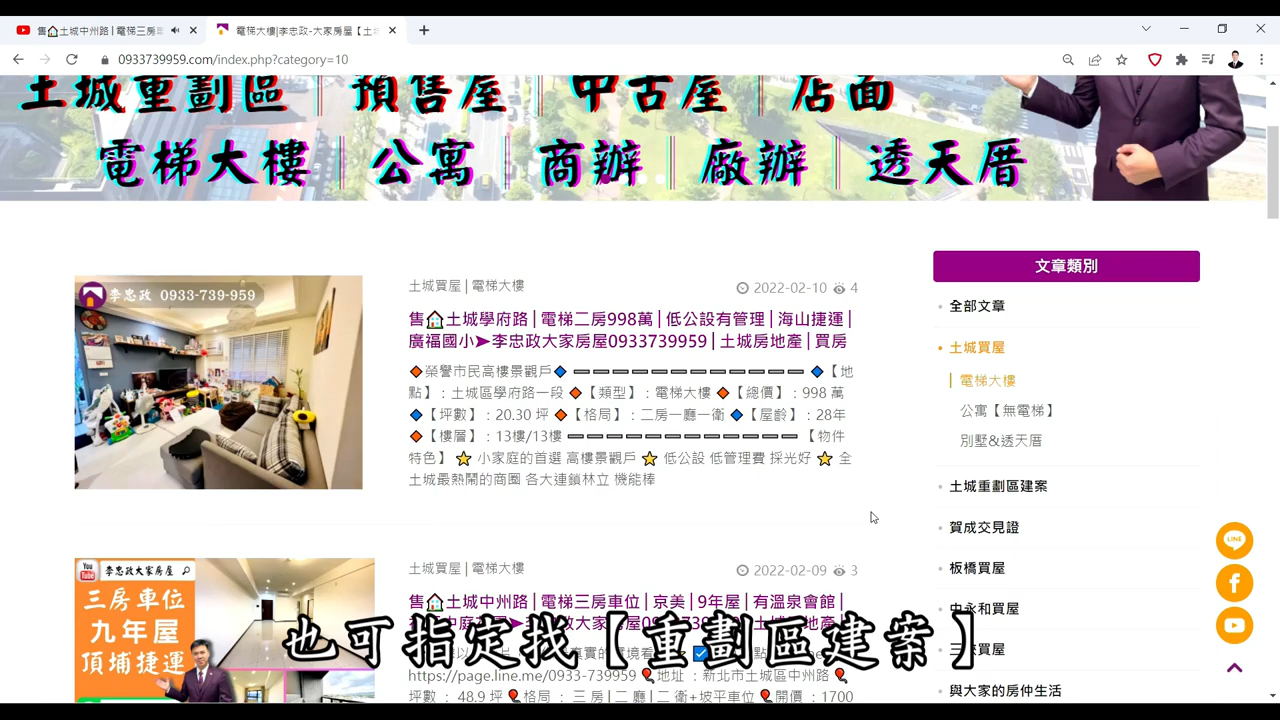 售🏠土城中州路 | 電梯三房車
電梯大樓|李忠政-大家房屋【土城
0933739959.com/index.php?category=10
土城重劃區 | 預售屋 | 中古屋 | 店面
電梯大樓 | 公寓 | 商辦 | 廠辦 | 透天厝
李忠政 0933-739-959
土城買屋 | 電梯大樓
2022-02-10 4
售🏠土城學府路 | 電梯二房998萬 | 低公設有管理 | 海山捷運 |
廣福國小➤李忠政大家房屋0933739959 | 土城房地產 | 買房
🔶榮譽市民高樓景觀戶🔷 ➖➖➖➖➖➖➖➖➖➖➖➖ 🔷【地
點】：土城區學府路一段 🔶【類型】：電梯大樓 🔶【總價】：998 萬
🔷【坪數】：20.30 坪 🔶【格局】：二房一廳一衛 🔷【屋齡】：28年
🔶【樓層】：13樓/13樓 ➖➖➖➖➖➖➖➖➖➖➖➖ 【物件
特色】⭐ 小家庭的首選 高樓景觀戶 ⭐ 低公設 低管理費 採光好 ⭐ 全
土城最熱鬧的商圈 各大連鎖林立 機能棒
文章類別
全部文章
土城買屋
電梯大樓
公寓【無電梯】
別墅&透天厝
土城重劃區建案
賀成交見證
板橋買屋
中永和買屋
三峽買屋
與大家的房仲生活
LINE
You Tube
李忠政大家房屋
三房車位
九年屋
頂埔捷運
土城買屋 | 電梯大樓
2022-02-09 3
售🏠土城中州路 | 電梯三房車位 | 京美 | 9年屋 | 有溫泉會館 |
https://page.line.me/0933-739959 📍地址 : 新北市土城區中州路 📍
坪數 : 48.9 坪 📍格局 : 三 房 | 二 廳 | 二 衛+坡平車位 📍開價 : 1700
也可指定找【重劃區建案】